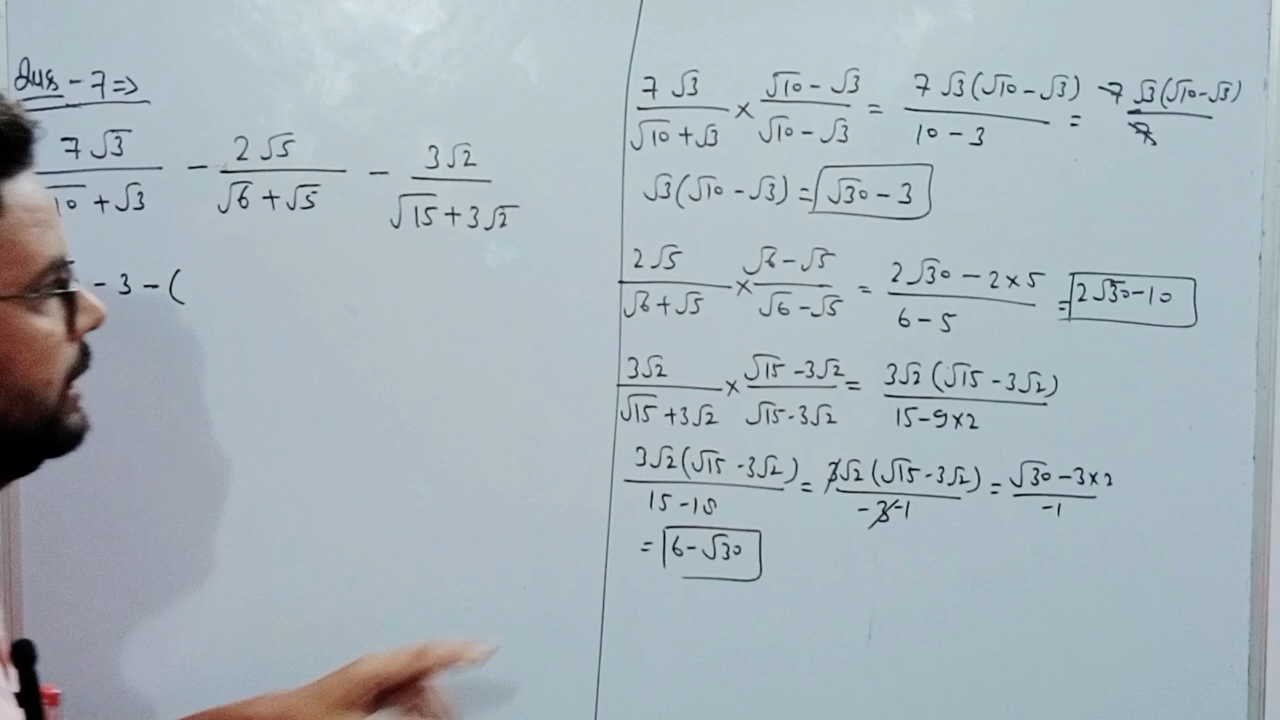 Ques - 7 ⇒
7√3 / (√10 + √3) - 2√5 / (√6 + √5) - 3√2 / (√15 + 3√2)
- 3 - (
7√3 / (√10 + √3) × (√10 - √3) / (√10 - √3) = 7√3(√10 - √3) / (10 - 3) = 7√3(√10 - √3) / 7
√3(√10 - √3) = √30 - 3
2√5 / (√6 + √5) × (√6 - √5) / (√6 - √5) = (2√30 - 2×5) / (6 - 5) = 2√30 - 10
3√2 / (√15 + 3√2) × (√15 - 3√2) / (√15 - 3√2) = 3√2(√15 - 3√2) / (15 - 9×2)
3√2(√15 - 3√2) / (15 - 18) = 3√2(√15 - 3√2) / (-3 -1) = (√30 - 3×2) / -1
= 6 - √30